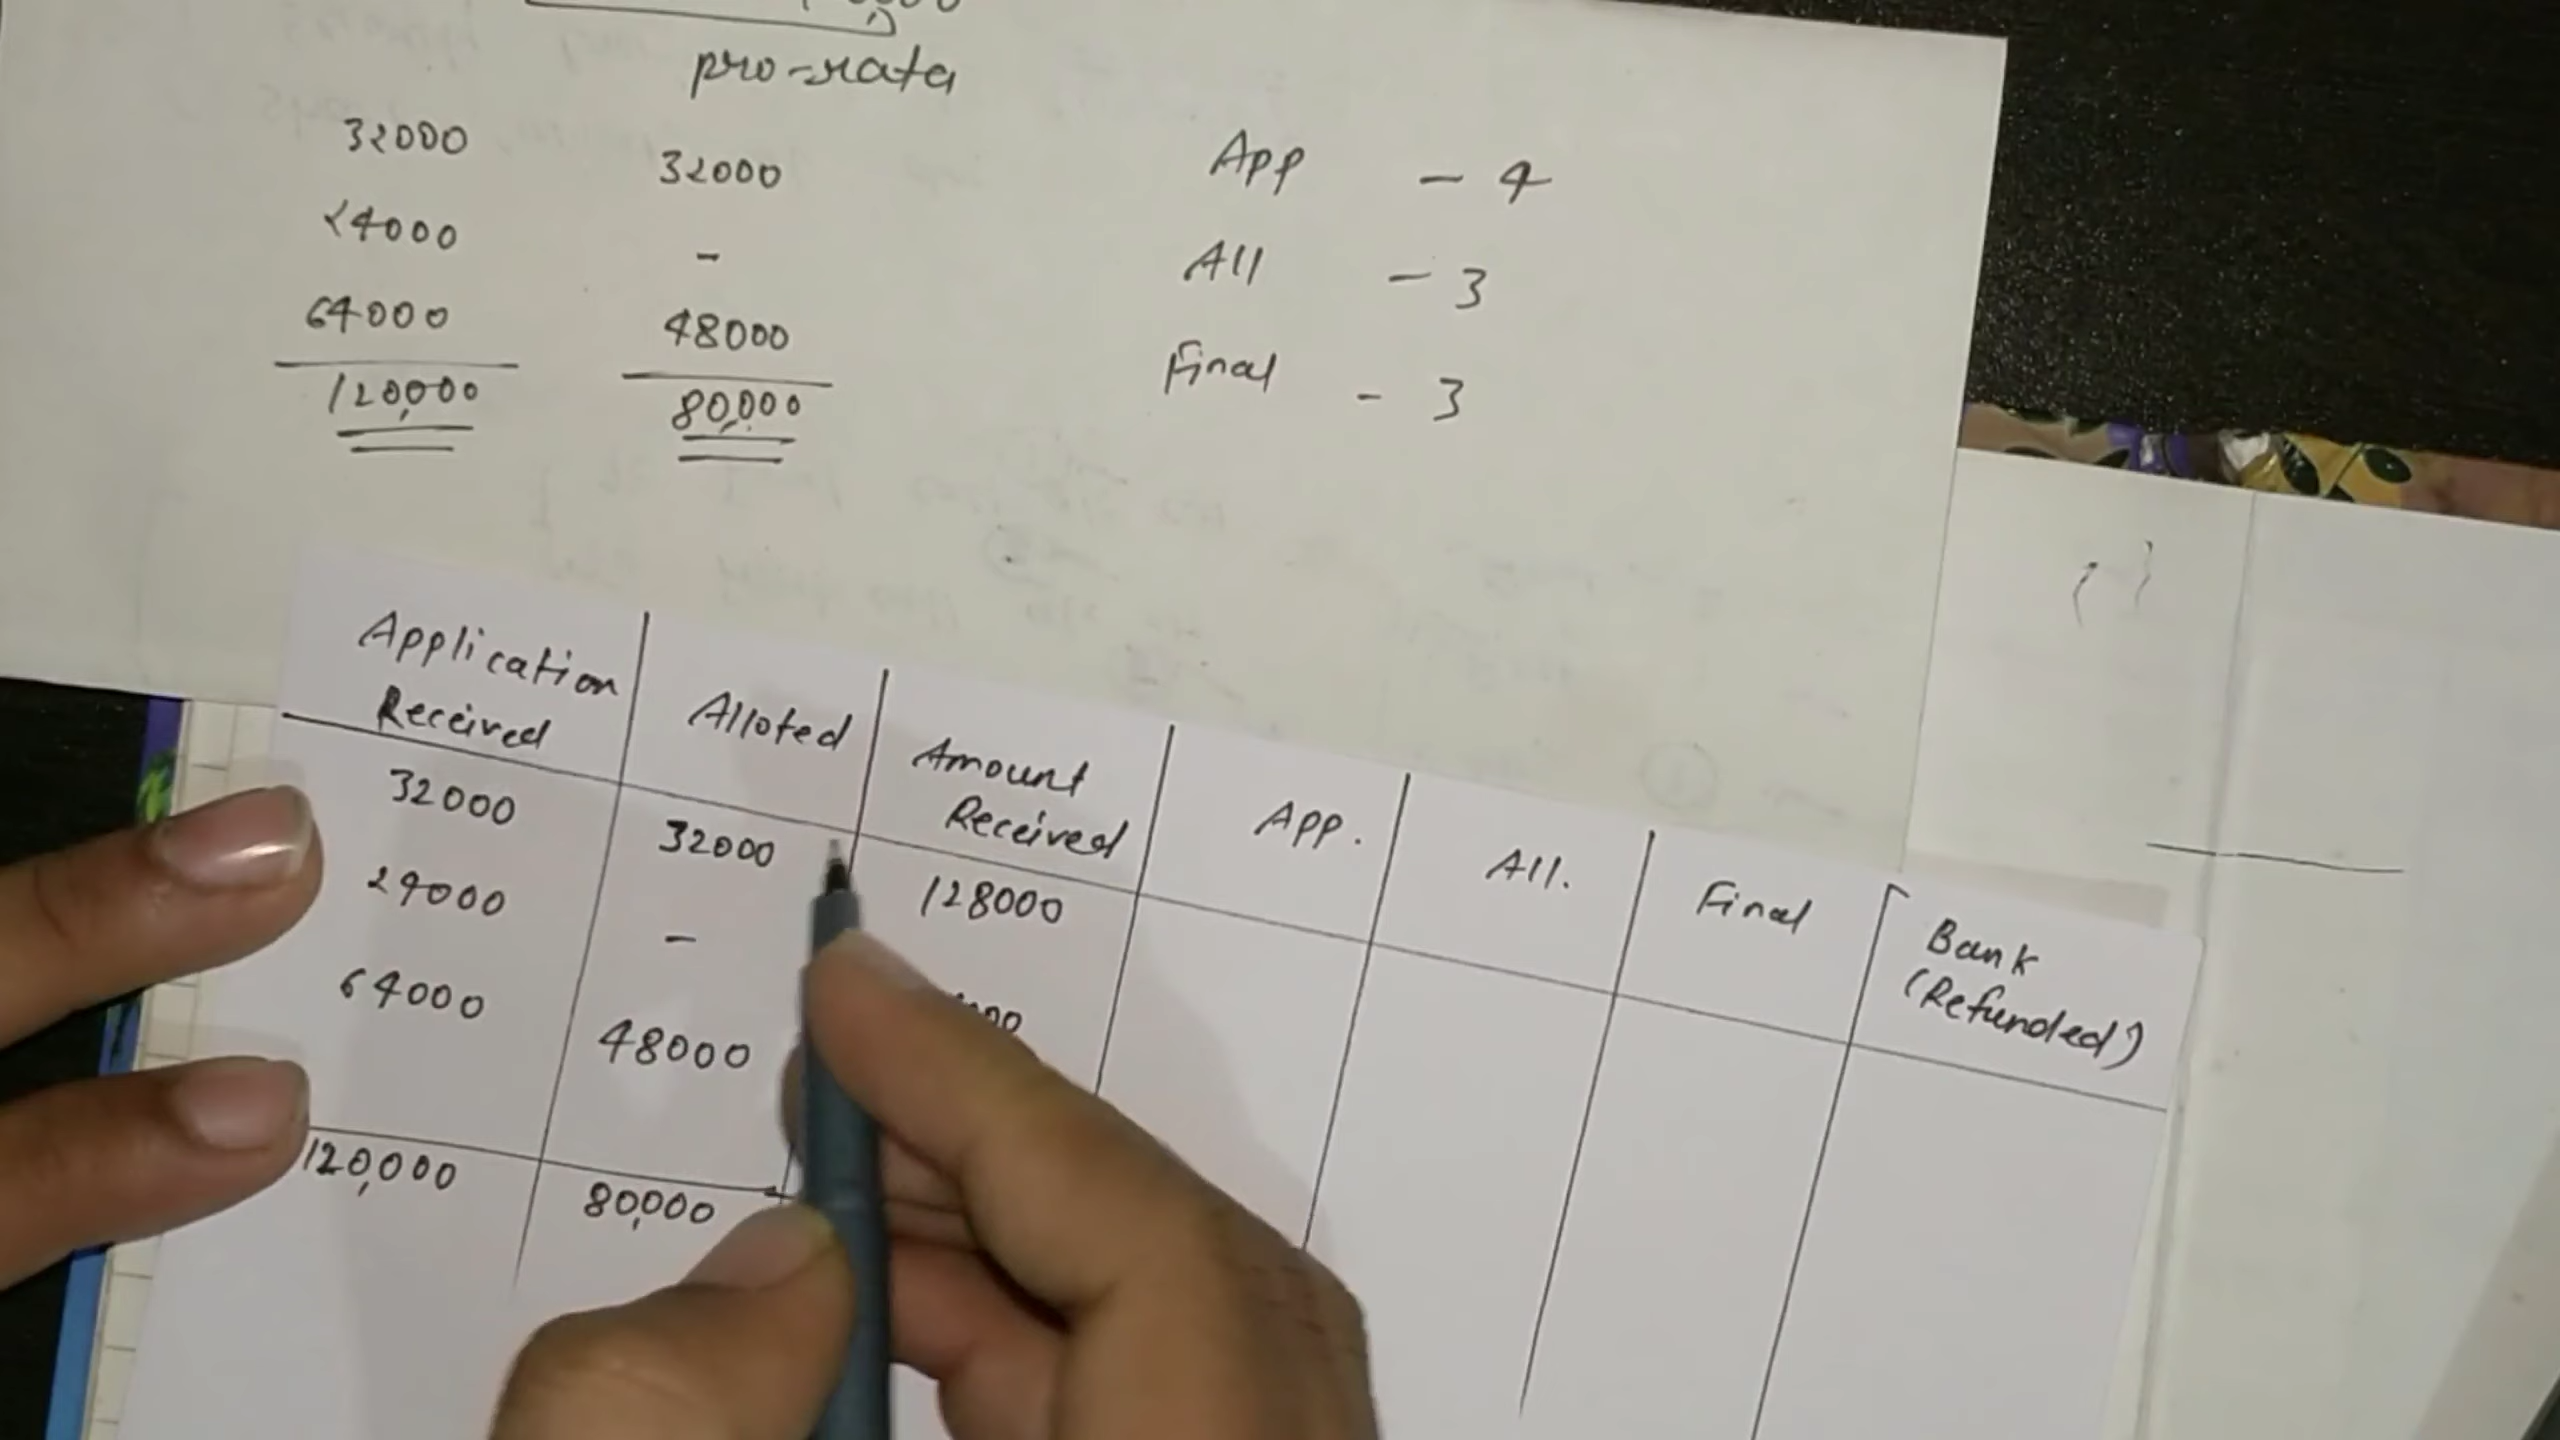 pro-rata
32000 32000
24000 -
64000 48000
120,000 80,000
App - 4
All - 3
Final - 3
Application Received
Alloted
Amount Received
App.
All.
Final
Bank (Refunded)
32000 32000 128000
24000 -
64000 48000
120,000 80,000